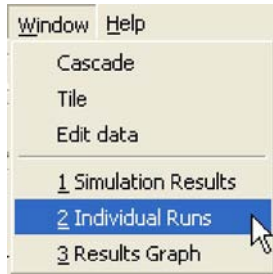 Window Help
Cascade
Tile
Edit data
1 Simulation Results
2 Individual Runs
3 Results Graph